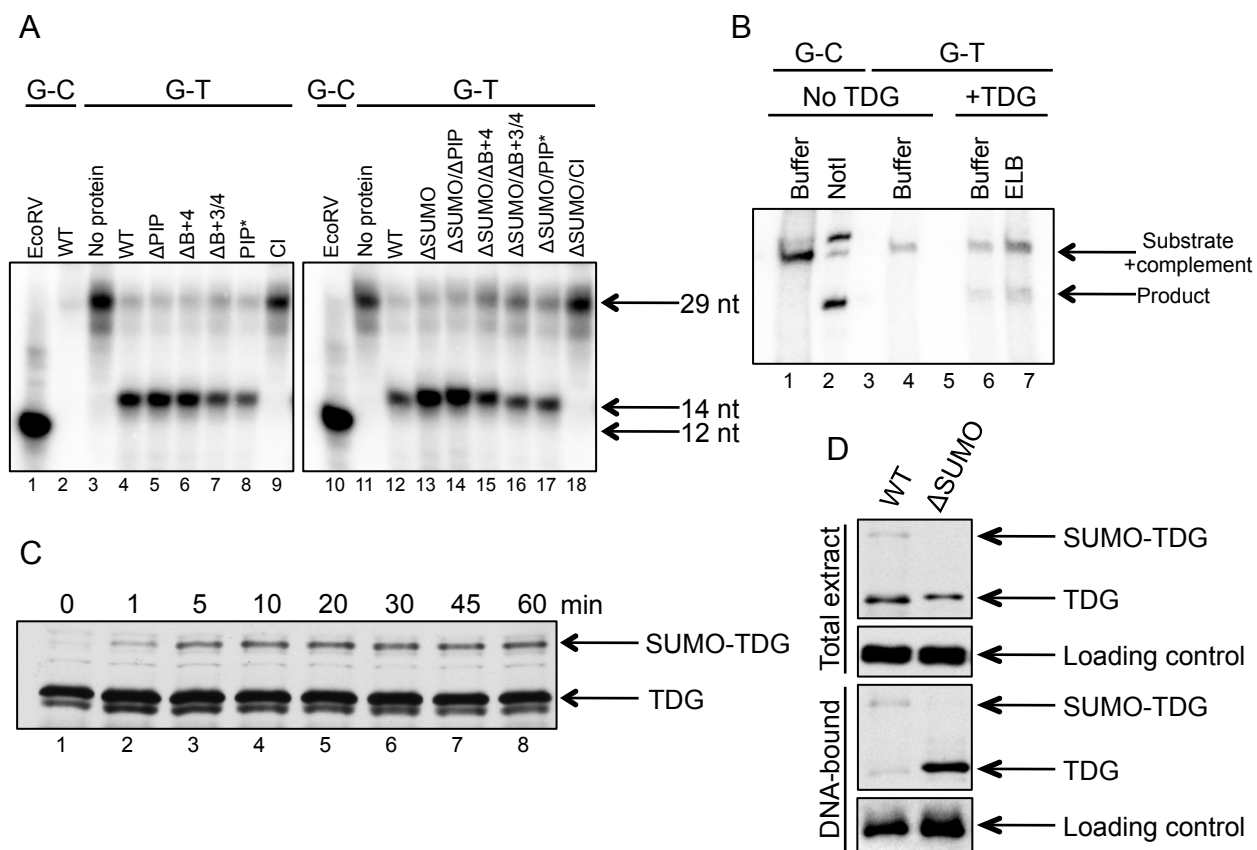 A
G-C G-T G-C G-T
EcoRV WT No protein WT ΔPIP ΔB+4 ΔB+3/4 PIP* CI EcoRV No protein WT ΔSUMO ΔSUMO/ΔPIP ΔSUMO/ΔB+4 ΔSUMO/ΔB+3/4 ΔSUMO/PIP* ΔSUMO/CI
29 nt
14 nt
12 nt
1 2 3 4 5 6 7 8 9 10 11 12 13 14 15 16 17 18
B
G-C G-T
No TDG +TDG
Buffer NotI Buffer Buffer ELB
Substrate
+complement
Product
1 2 3 4 5 6 7
C
0 1 5 10 20 30 45 60 min
SUMO-TDG
TDG
1 2 3 4 5 6 7 8
D
WT ΔSUMO
Total extract
SUMO-TDG
TDG
Loading control
DNA-bound
SUMO-TDG
TDG
Loading control